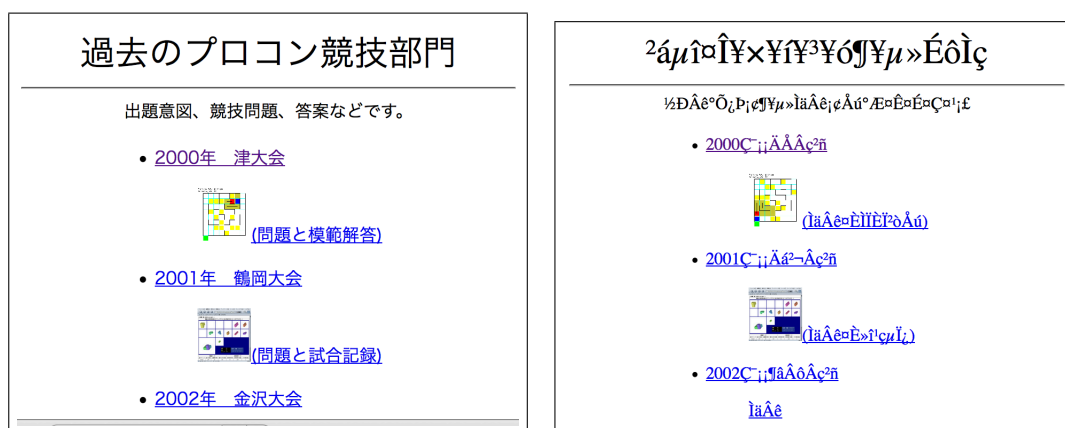 過去のプロコン競技部門
出題意図、競技問題、答案などです。
• 2000年　津大会
(問題と模範解答)
• 2001年　鶴岡大会
(問題と試合記録)
• 2002年　金沢大会
²áµî¤Î¥×¥í¥³¥ó¶¥µ»ÉôÌç
½ÐÂê°Õ¿Þ¡¢¶¥µ»ÌäÂê¡¢Åú°Æ¤Ê¤É¤Ç¤¹¡£
• 2000Ç¯¡¡ÄÅÂç²ñ
(ÌäÂê¤ÈÌÏÈÏ²òÅú)
• 2001Ç¯¡¡Äá²¬Âç²ñ
(ÌäÂê¤È»î¹çµÏ¿)
• 2002Ç¯¡¡¶âÂôÂç²ñ
ÌäÂê